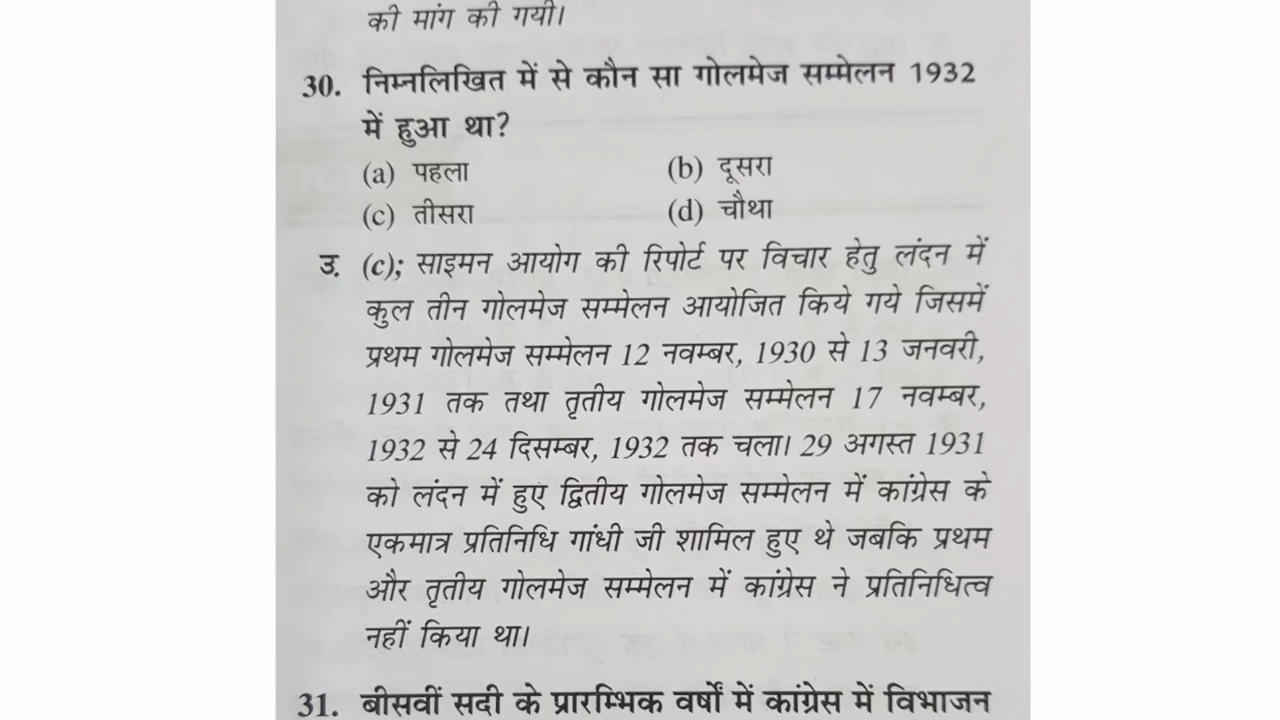 की मांग की गयी।
30. निम्नलिखित में से कौन सा गोलमेज सम्मेलन 1932
में हुआ था?
(a) पहला (b) दूसरा
(c) तीसरा (d) चौथा
उ. (c); साइमन आयोग की रिपोर्ट पर विचार हेतु लंदन में
कुल तीन गोलमेज सम्मेलन आयोजित किये गये जिसमें
प्रथम गोलमेज सम्मेलन 12 नवम्बर, 1930 से 13 जनवरी,
1931 तक तथा तृतीय गोलमेज सम्मेलन 17 नवम्बर,
1932 से 24 दिसम्बर, 1932 तक चला। 29 अगस्त 1931
को लंदन में हुए द्वितीय गोलमेज सम्मेलन में कांग्रेस के
एकमात्र प्रतिनिधि गांधी जी शामिल हुए थे जबकि प्रथम
और तृतीय गोलमेज सम्मेलन में कांग्रेस ने प्रतिनिधित्व
नहीं किया था।
31. बीसवीं सदी के प्रारम्भिक वर्षों में कांग्रेस में विभाजन